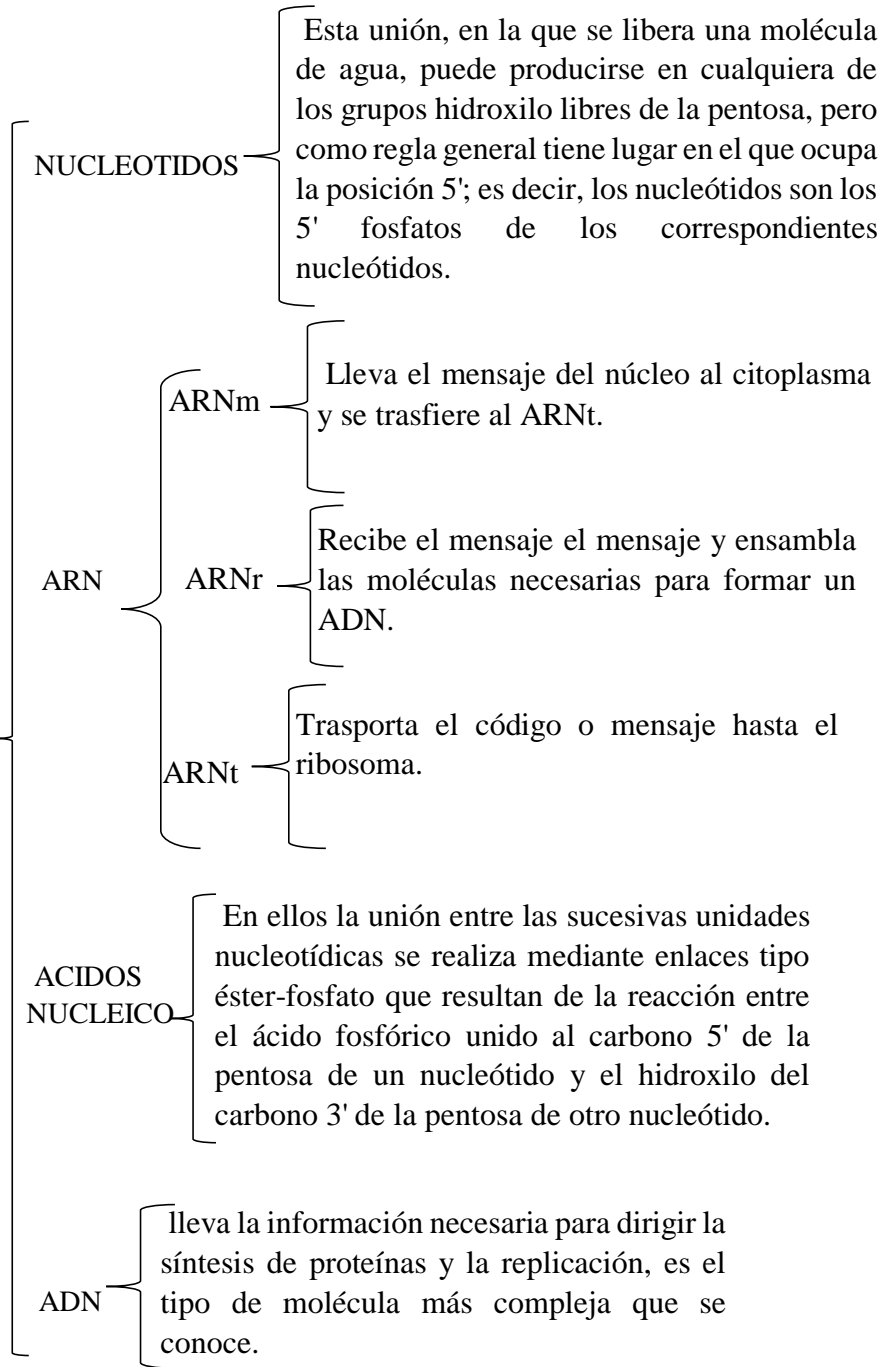 Esta unión, en la que se libera una molécula
de agua, puede producirse en cualquiera de
los grupos hidroxilo libres de la pentosa, pero
como regla general tiene lugar en el que ocupa
la posición 5'; es decir, los nucleótidos son los
5' fosfatos de los correspondientes
nucleótidos.
NUCLEOTIDOS
ARNm
Lleva el mensaje del núcleo al citoplasma
y se trasfiere al ARNt.
ARN
ARNr
Recibe el mensaje el mensaje y ensambla
las moléculas necesarias para formar un
ADN.
ARNt
Trasporta el código o mensaje hasta el
ribosoma.
ACIDOS
NUCLEICO
En ellos la unión entre las sucesivas unidades
nucleotídicas se realiza mediante enlaces tipo
éster-fosfato que resultan de la reacción entre
el ácido fosfórico unido al carbono 5' de la
pentosa de un nucleótido y el hidroxilo del
carbono 3' de la pentosa de otro nucleótido.
ADN
lleva la información necesaria para dirigir la
síntesis de proteínas y la replicación, es el
tipo de molécula más compleja que se
conoce.